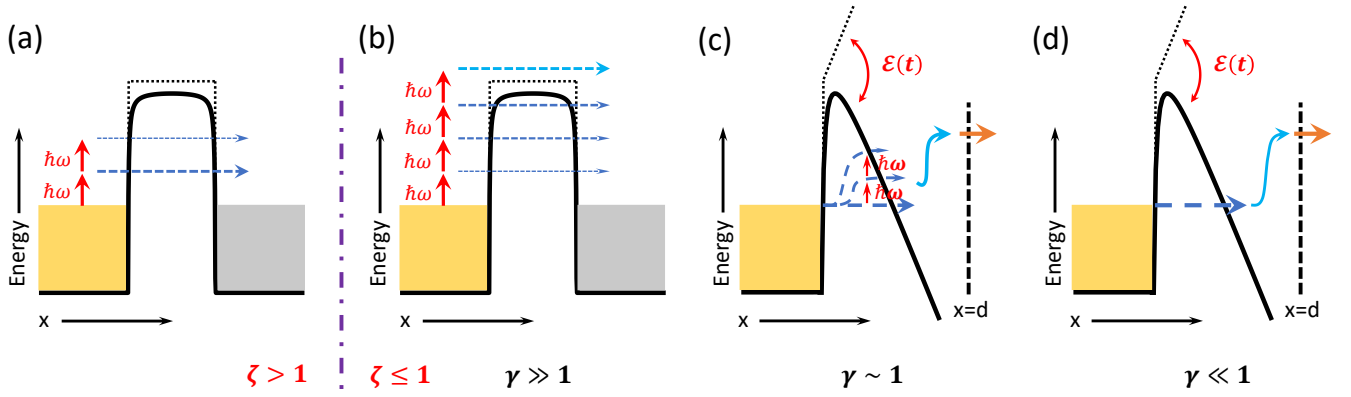 (a)
ħω
ħω
Energy
x
ζ > 1
(b)
ħω
ħω
ħω
ħω
Energy
x
ζ ≤ 1
γ ≫ 1
(c)
ℰ(t)
ħω
ħω
Energy
x
x=d
γ ~ 1
(d)
ℰ(t)
Energy
x
x=d
γ ≪ 1